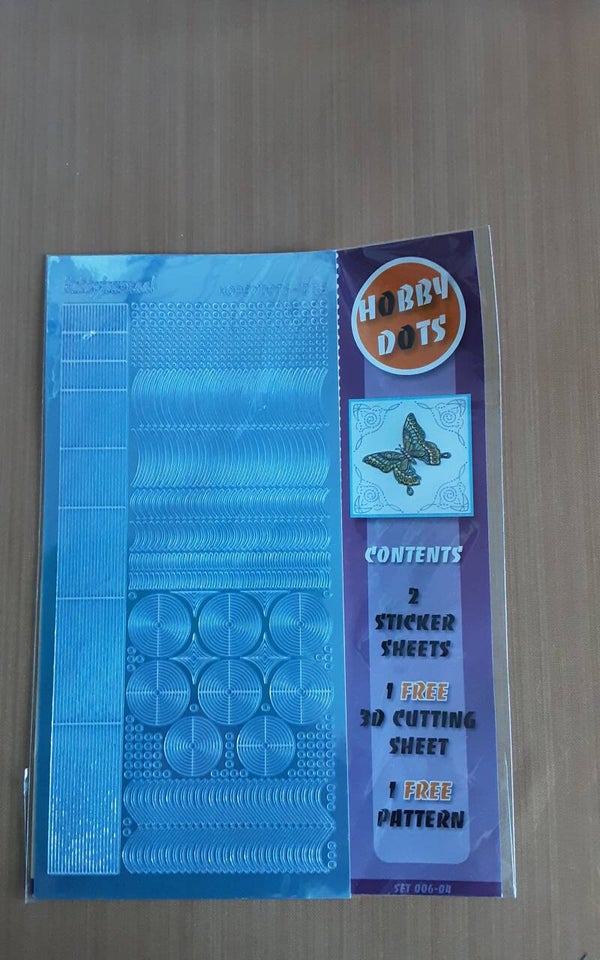 HOBBY
DOTS
CONTENTS
2
STICKER
SHEETS
1 FREE
3D CUTTING
SHEET
1 FREE
PATTERN
SET 006-04